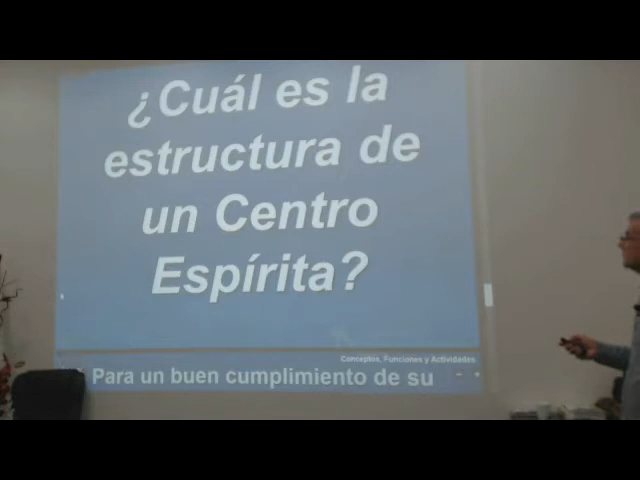 ¿Cuál es la
estructura de
un Centro
Espírita?
Conceptos, Funciones y Actividades
Para un buen cumplimiento de su